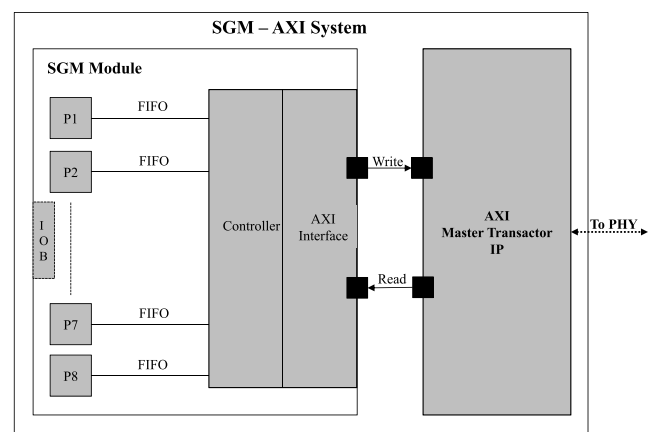 SGM – AXI System
SGM Module
P1
FIFO
P2
FIFO
I
O
B
Controller
AXI
Interface
Write
Read
AXI
Master Transactor
IP
To PHY
P7
FIFO
P8
FIFO